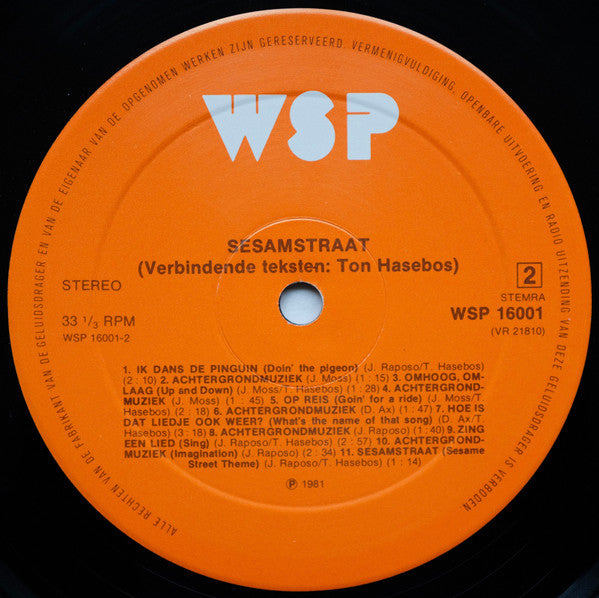 ALLE RECHTEN VAN DE FABRIKANT VAN DE GELUIDSDRAGER EN VAN DE EIGENAAR VAN DE OPGENOMEN WERKEN ZIJN GERESERVEERD. VERMENIGVULDIGING, OPENBARE UITVOERING EN RADIO UITZENDING VAN DEZE GELUIDSDRAGER IS VERBODEN.
WSP
SESAMSTRAAT
(Verbindende teksten: Ton Hasebos)
STEREO
2
STEMRA
33 1/3 RPM
WSP 16001
WSP 16001-2
(VR 21810)
1. IK DANS DE PINGUIN (Doin' the pigeon) (J. Raposo/T. Hasebos)
(2 : 10) 2. ACHTERGRONDMUZIEK (J. Moss) (1 : 15) 3. OMHOOG, OM-
LAAG (Up and Down) (J. Moss/T. Hasebos) (1 : 28) 4. ACHTERGROND-
MUZIEK (J. Moss) (1 : 45) 5. OP REIS (Goin' for a ride) (J. Moss/T.
Hasebos) (2 : 18) 6. ACHTERGRONDMUZIEK (D. Ax) (1 : 47) 7. HOE IS
DAT LIEDJE OOK WEER? (What's the name of that song) (D. Ax/T.
Hasebos) (3 : 18) 8. ACHTERGRONDMUZIEK (J. Raposo) (1 : 40) 9. ZING
EEN LIED (Sing) (J. Raposo/T. Hasebos) (2 : 57) 10. ACHTERGROND-
MUZIEK (Imagination) (J. Raposo) (2 : 34) 11. SESAMSTRAAT (Sesame
Street Theme) (J. Raposo/T. Hasebos) (1 : 14)
℗ 1981